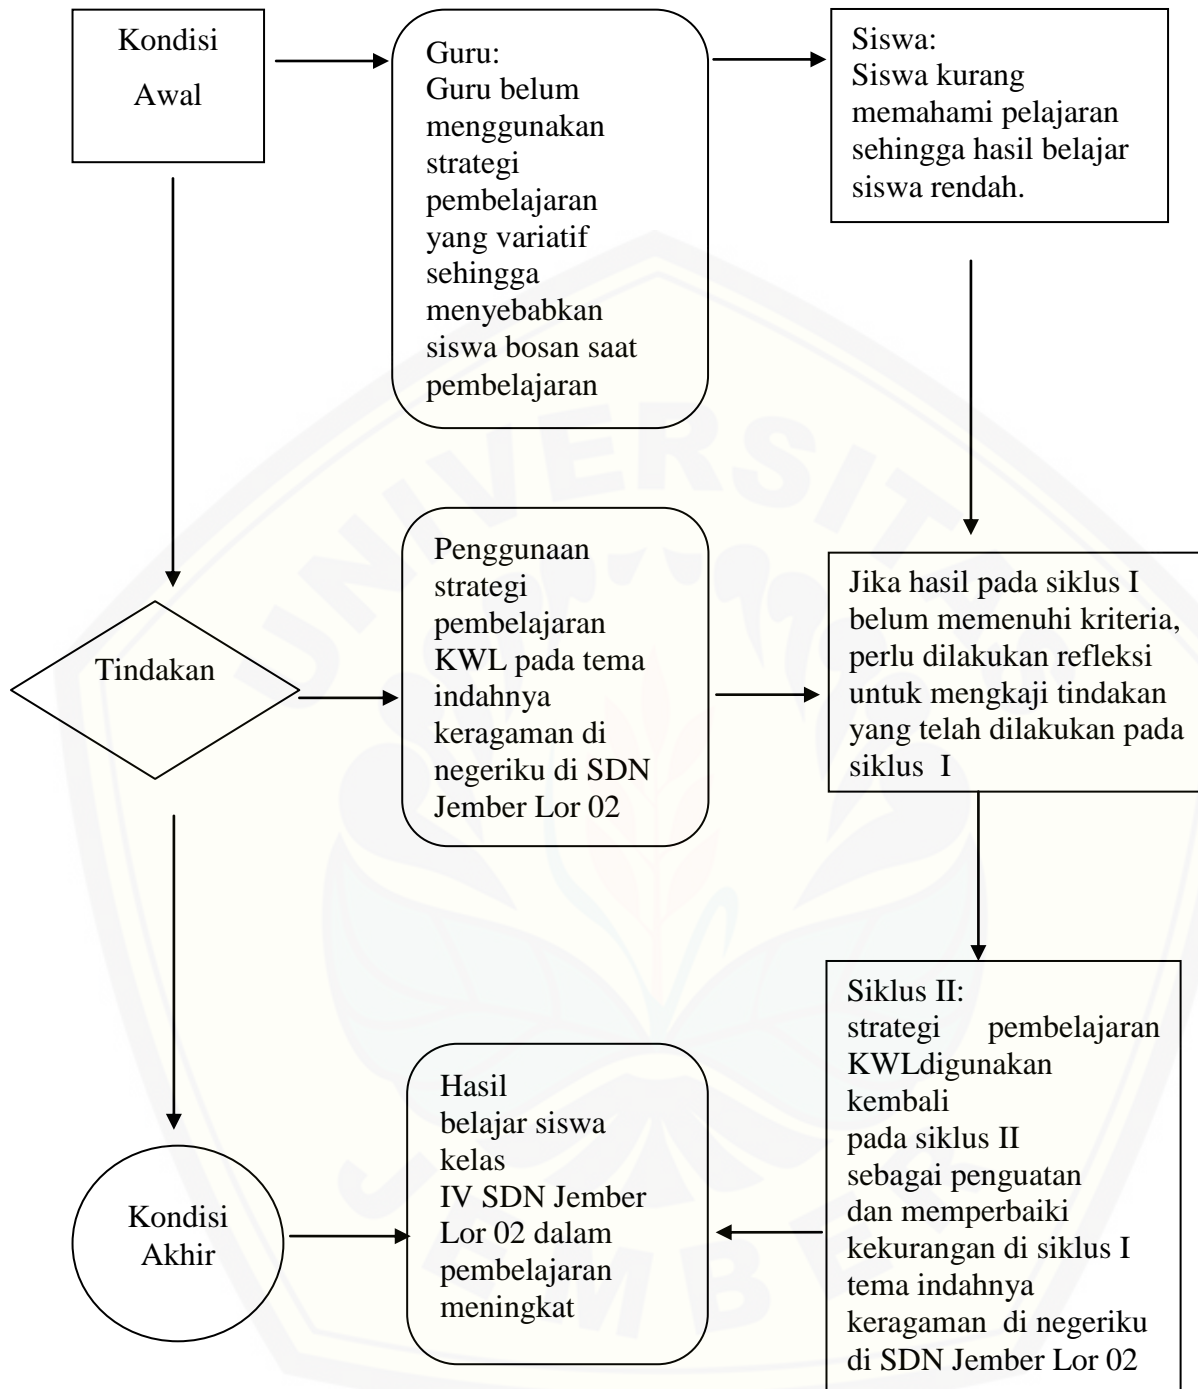 Kondisi
Awal
Guru:
Guru belum
menggunakan
strategi
pembelajaran
yang variatif
sehingga
menyebabkan
siswa bosan saat
pembelajaran
Siswa:
Siswa kurang
memahami pelajaran
sehingga hasil belajar
siswa rendah.
Tindakan
Penggunaan
strategi
pembelajaran
KWL pada tema
indahnya
keragaman di
negeriku di SDN
Jember Lor 02
Jika hasil pada siklus I
belum memenuhi kriteria,
perlu dilakukan refleksi
untuk mengkaji tindakan
yang telah dilakukan pada
siklus  I
Kondisi
Akhir
Hasil
belajar siswa
kelas
IV SDN Jember
Lor 02 dalam
pembelajaran
meningkat
Siklus II:
strategi pembelajaran
KWLdigunakan
kembali
pada siklus II
sebagai penguatan
dan memperbaiki
kekurangan di siklus I
tema indahnya
keragaman  di negeriku
di SDN Jember Lor 02
UNIVERSITAS
JEMBER